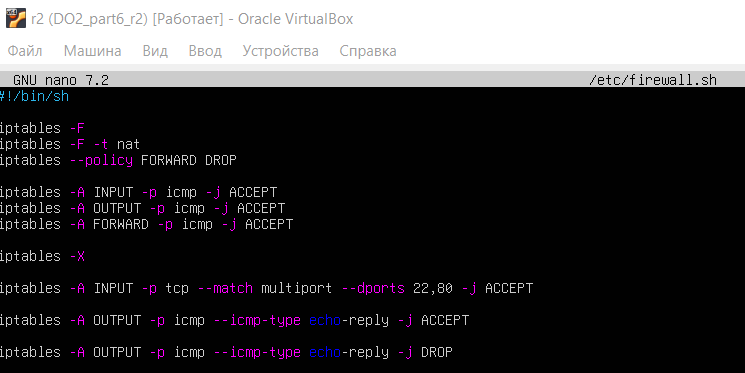 r2 (DO2_part6_r2) [Работает] - Oracle VirtualBox
Файл Машина Вид Ввод Устройства Справка
GNU nano 7.2 /etc/firewall.sh
#!/bin/sh
iptables -F
iptables -F -t nat
iptables --policy FORWARD DROP
iptables -A INPUT -p icmp -j ACCEPT
iptables -A OUTPUT -p icmp -j ACCEPT
iptables -A FORWARD -p icmp -j ACCEPT
iptables -X
iptables -A INPUT -p tcp --match multiport --dports 22,80 -j ACCEPT
iptables -A OUTPUT -p icmp --icmp-type echo-reply -j ACCEPT
iptables -A OUTPUT -p icmp --icmp-type echo-reply -j DROP